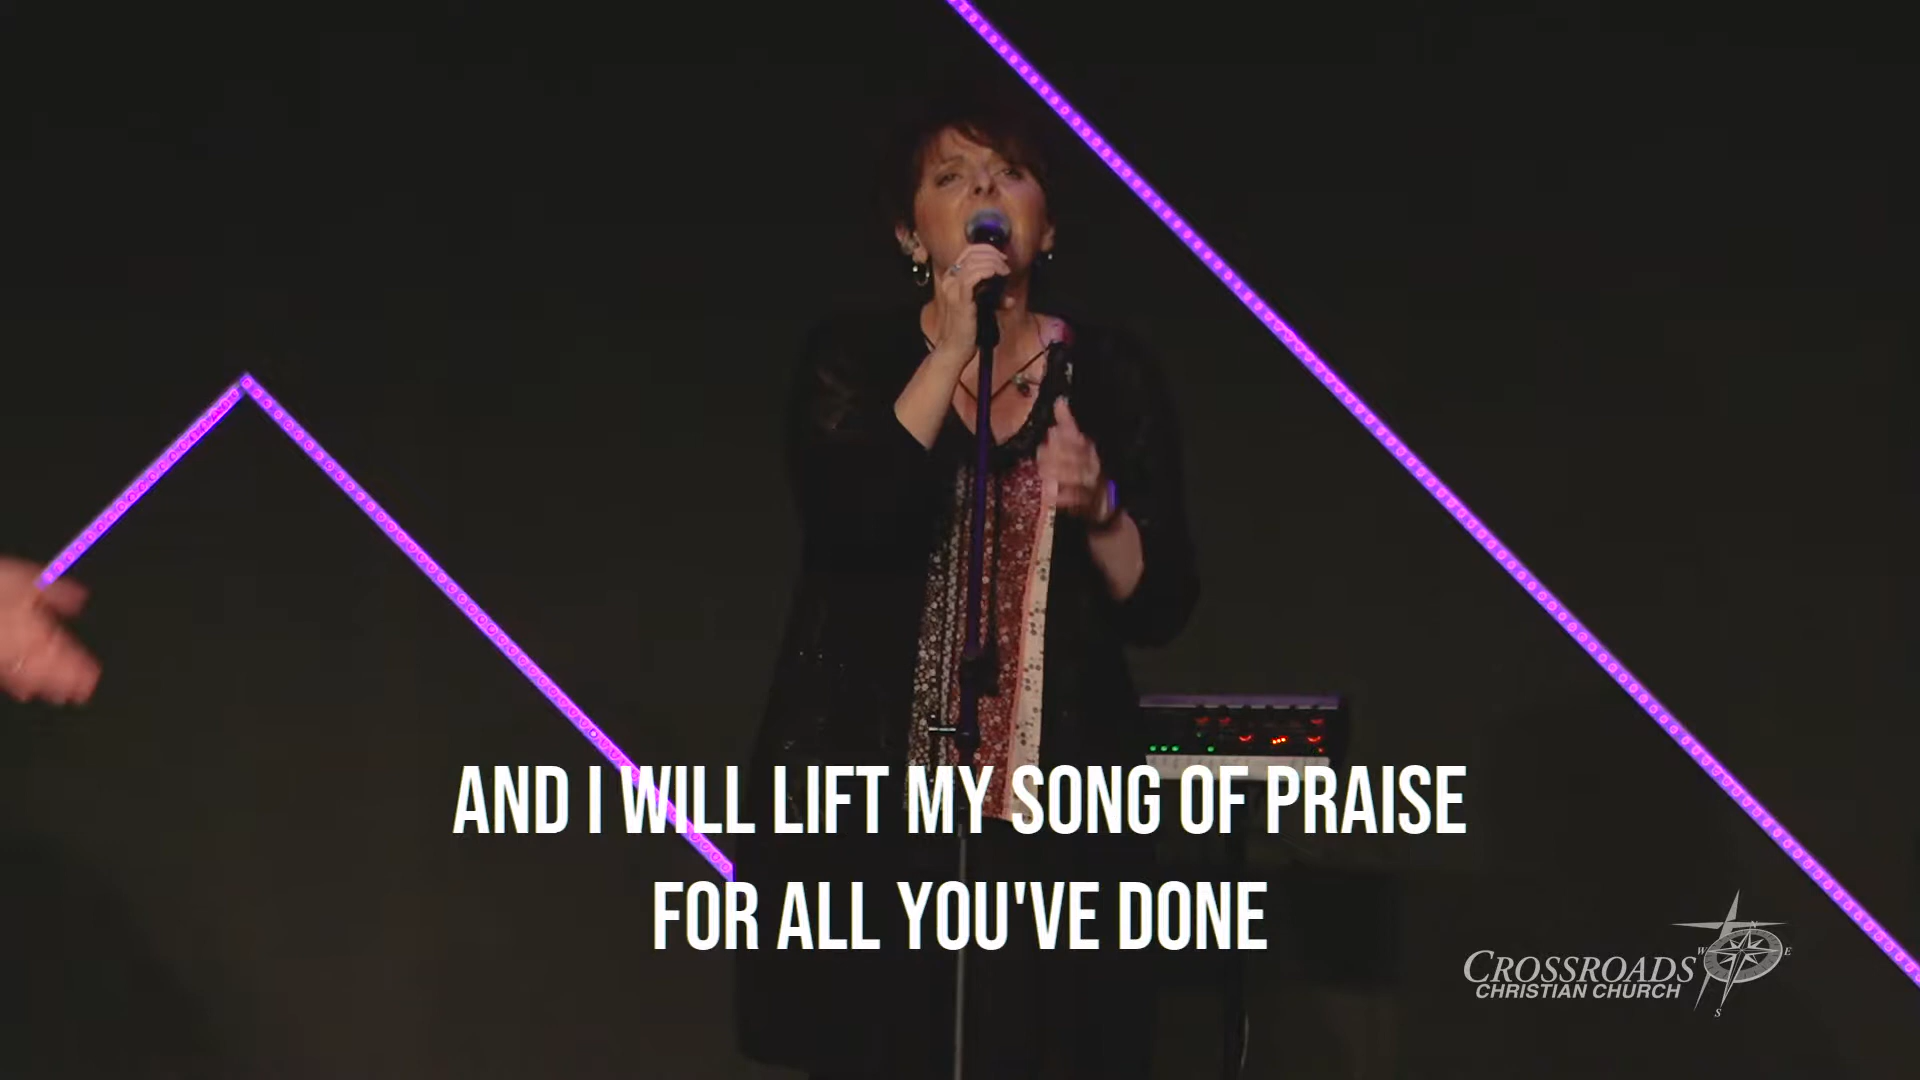 AND I WILL LIFT MY SONG OF PRAISE
FOR ALL YOU'VE DONE
N
W
E
CROSSROADS
CHRISTIAN CHURCH
S